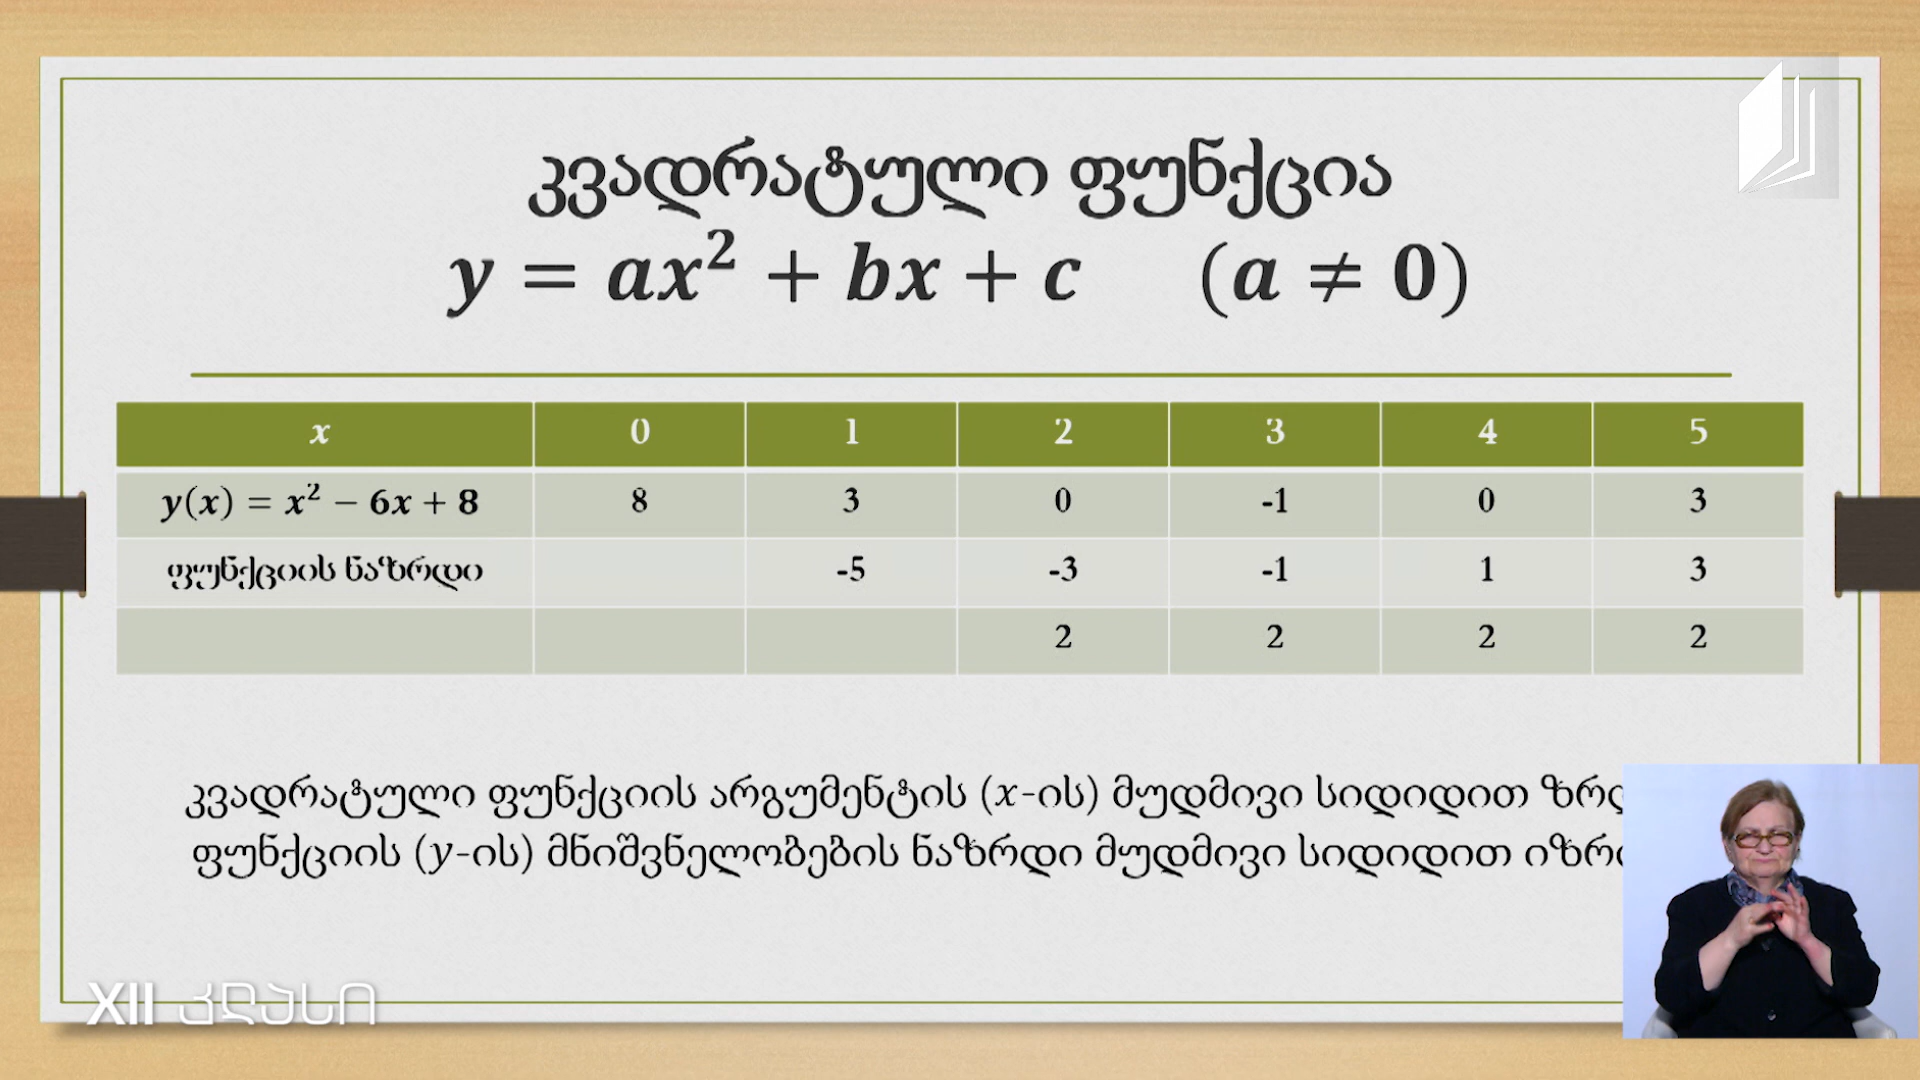 კვადრატული ფუნქცია
y = ax² + bx + c (a ≠ 0)
x 0 1 2 3 4 5
y(x) = x² − 6x + 8 8 3 0 -1 0 3
ფუნქციის ნაზრდი -5 -3 -1 1 3
2 2 2 2
კვადრატული ფუნქციის არგუმენტის (x-ის) მუდმივი სიდიდით
ფუნქციის (y-ის) მნიშვნელობების ნაზრდი მუდმივი სიდიდით
XII კლასი